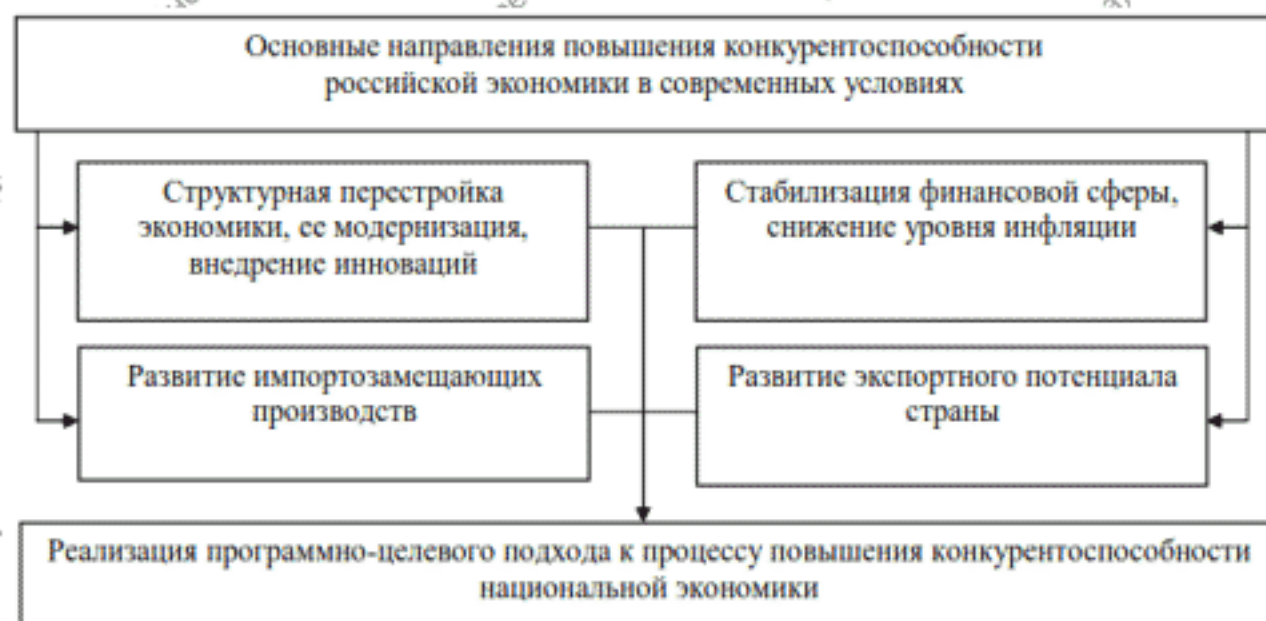 Основные направления повышения конкурентоспособности
российской экономики в современных условиях
Структурная перестройка
экономики, ее модернизация,
внедрение инноваций
Стабилизация финансовой сферы,
снижение уровня инфляции
Развитие импортозамещающих
производств
Развитие экспортного потенциала
страны
Реализация программно-целевого подхода к процессу повышения конкурентоспособности
национальной экономики